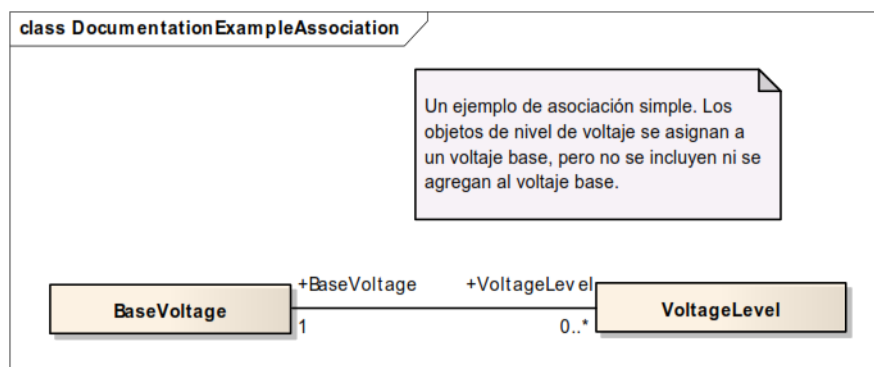 class DocumentationExampleAssociation
Un ejemplo de asociación simple. Los
objetos de nivel de voltaje se asignan a
un voltaje base, pero no se incluyen ni se
agregan al voltaje base.
+BaseVoltage +VoltageLevel
BaseVoltage VoltageLevel
1 0..*